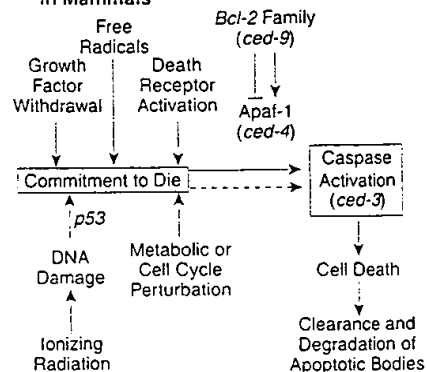 in Mammals
Free
Radicals
Bcl-2 Family
(ced-9)
Growth
Factor
Withdrawal
Death
Receptor
Activation
Apaf-1
(ced-4)
Commitment to Die
Caspase
Activation
(ced-3)
p53
DNA
Damage
Metabolic or
Cell Cycle
Perturbation
Cell Death
Ionizing
Radiation
Clearance and
Degradation of
Apoptotic Bodies